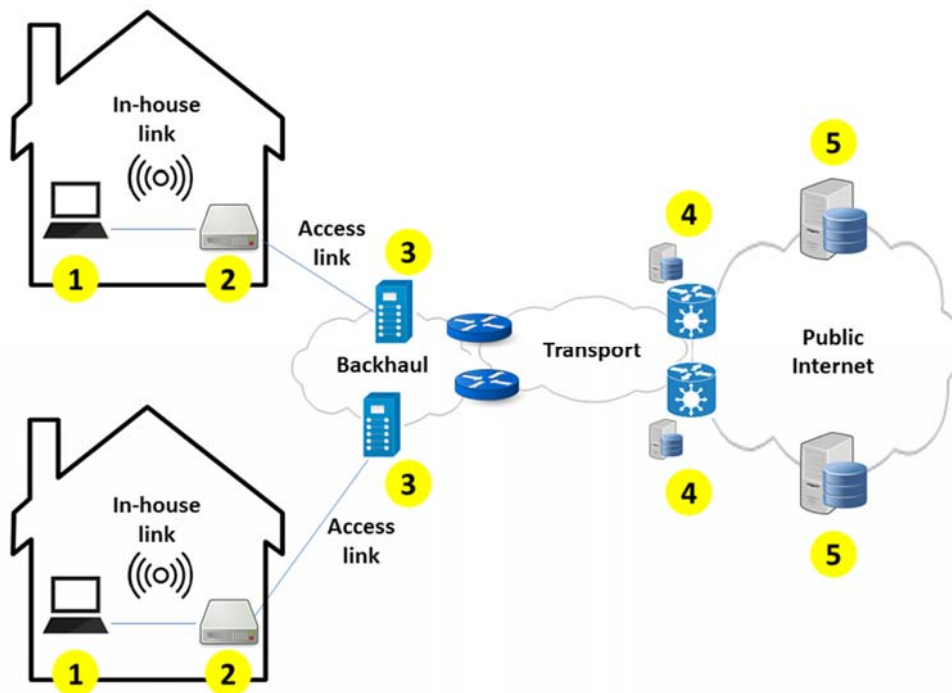 In-house
link
1
2
Access
link
3
Backhaul
Transport
4
5
Public
Internet
In-house
link
1
2
Access
link
3
4
5